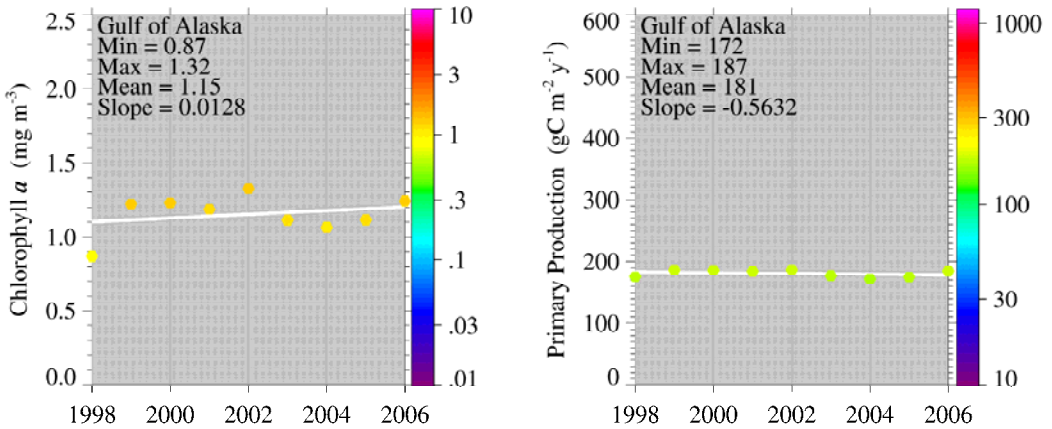 Gulf of Alaska
Min = 0.87
Max = 1.32
Mean = 1.15
Slope = 0.0128
Chlorophyll a (mg m-3)
2.5
2.0
1.5
1.0
0.5
0.0
1998 2000 2002 2004 2006
10
3
1
.3
.1
.03
.01
Gulf of Alaska
Min = 172
Max = 187
Mean = 181
Slope = -0.5632
Primary Production (gC m-2 y-1)
600
500
400
300
200
100
0
1998 2000 2002 2004 2006
1000
300
100
30
10